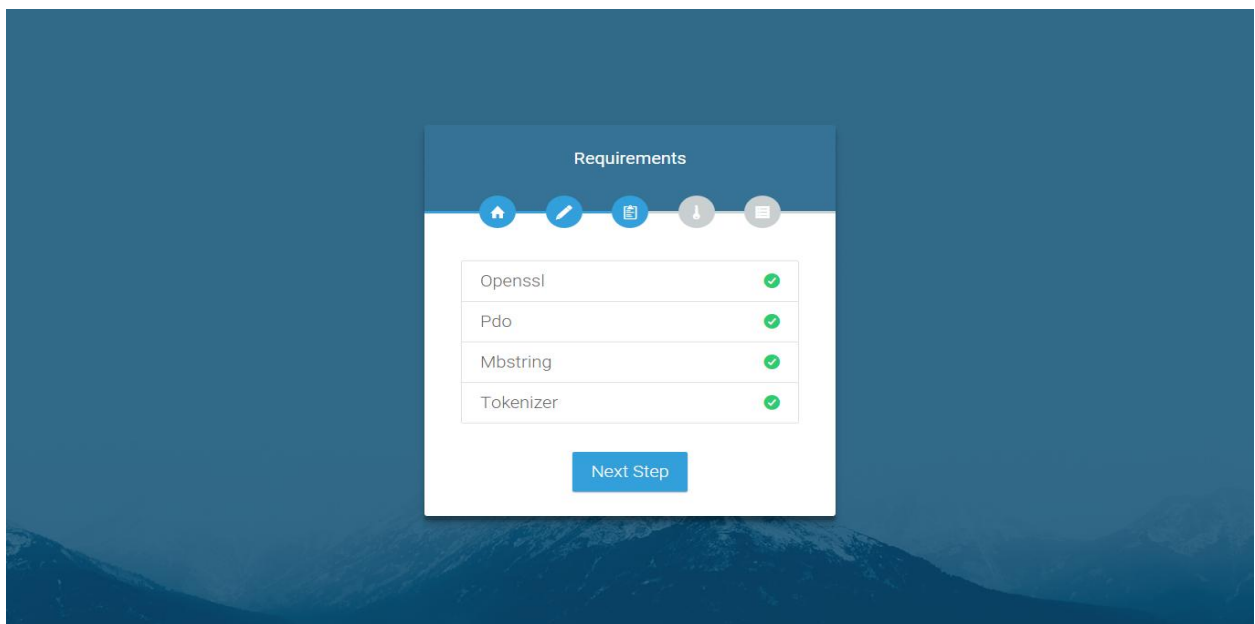 Requirements
Openssl
Pdo
Mbstring
Tokenizer
Next Step